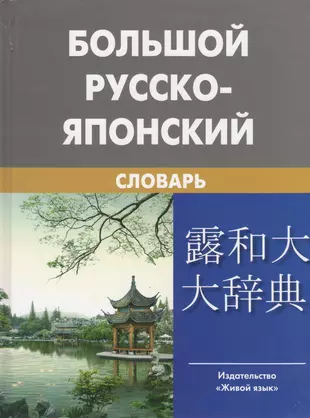 БОЛЬШОЙ
РУССКО-
ЯПОНСКИЙ
СЛОВАРЬ
露和大
大辞典
Издательство
«Живой язык»